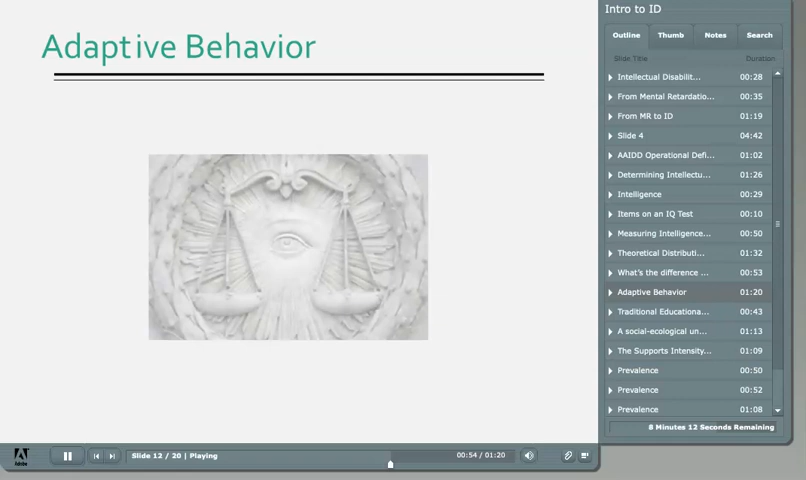 Adaptive Behavior
Intro to ID
Outline
Thumb
Notes
Search
Slide Title
Duration
Intellectual Disabilit... 00:28
From Mental Retardatio... 00:35
From MR to ID 01:19
Slide 4 04:42
AAIDD Operational Defi... 01:02
Determining Intellectu... 01:26
Intelligence 00:29
Items on an IQ Test 00:10
Measuring Intelligence... 00:50
Theoretical Distributi... 01:32
What's the difference ... 00:53
Adaptive Behavior 01:20
Traditional Educationa... 00:43
A social-ecological un... 01:13
The Supports Intensity... 01:09
Prevalence 00:50
Prevalence 00:52
Prevalence 01:08
8 Minutes 12 Seconds Remaining
Adobe
Slide 12 / 20 | Playing
00:54 / 01:20